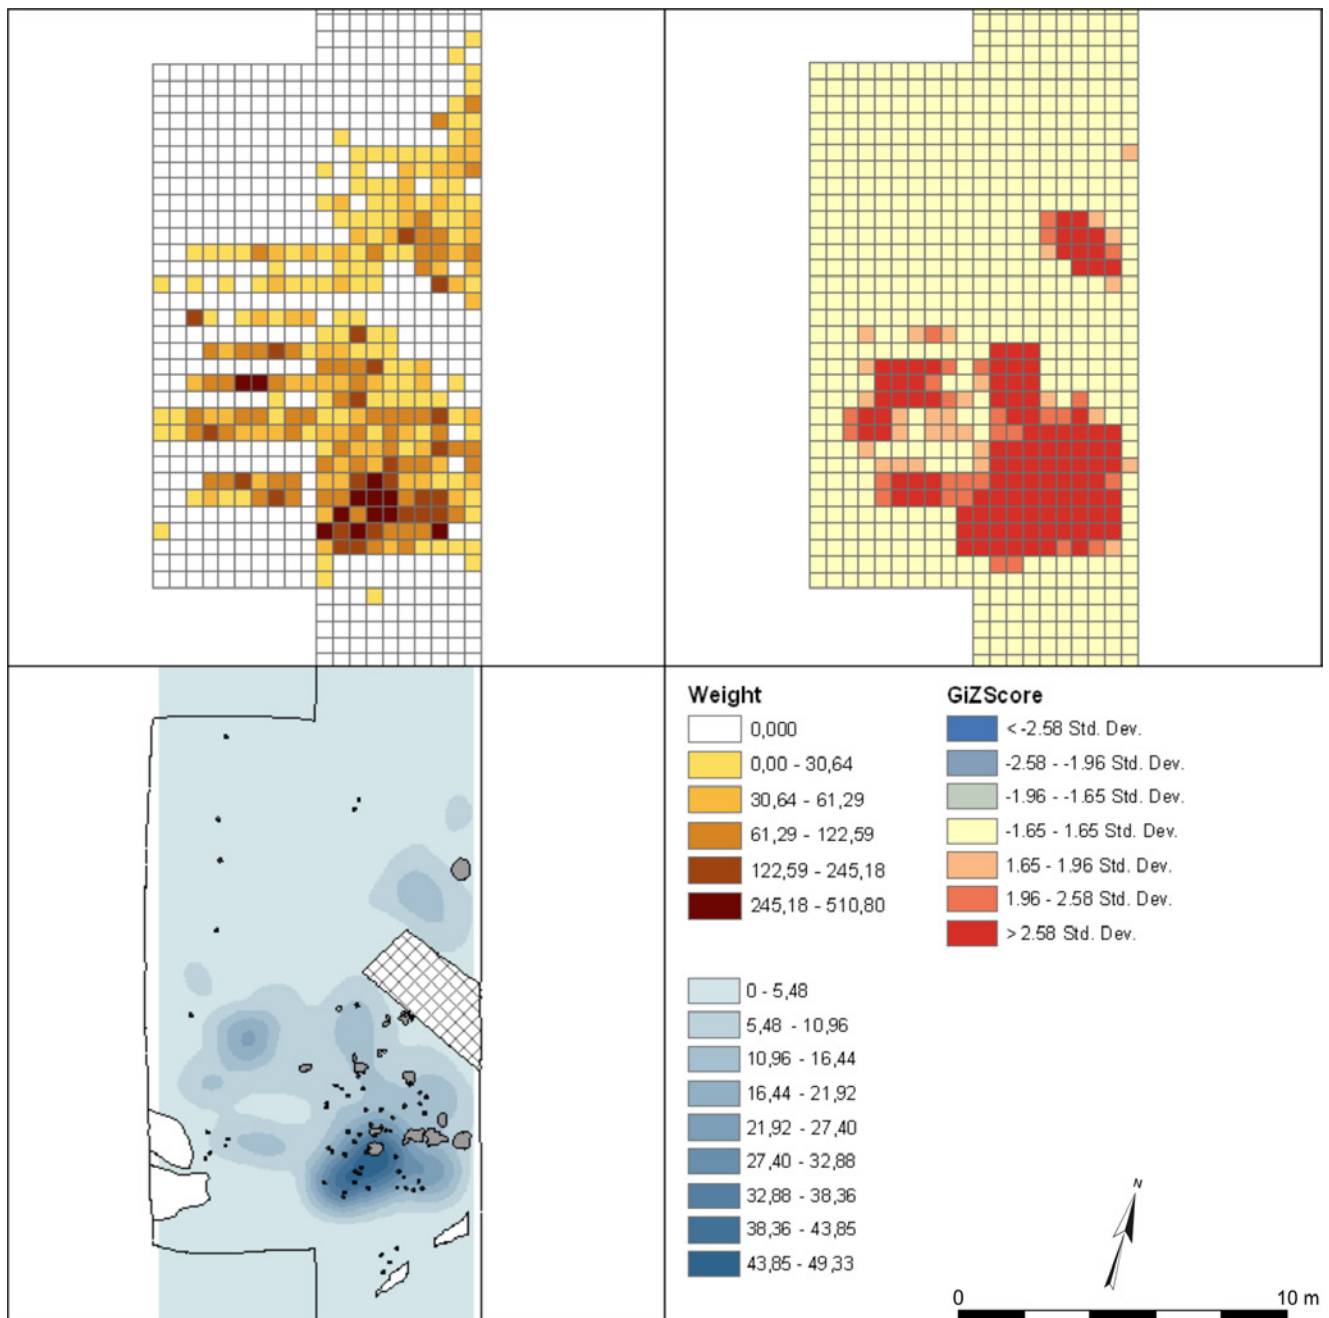 Weight
0,000
0,00 - 30,64
30,64 - 61,29
61,29 - 122,59
122,59 - 245,18
245,18 - 510,80
GiZScore
< -2.58 Std. Dev.
-2.58 - -1.96 Std. Dev.
-1.96 - -1.65 Std. Dev.
-1.65 - 1.65 Std. Dev.
1.65 - 1.96 Std. Dev.
1.96 - 2.58 Std. Dev.
> 2.58 Std. Dev.
0 - 5,48
5,48 - 10,96
10,96 - 16,44
16,44 - 21,92
21,92 - 27,40
27,40 - 32,88
32,88 - 38,36
38,36 - 43,85
43,85 - 49,33
N
0 10 m